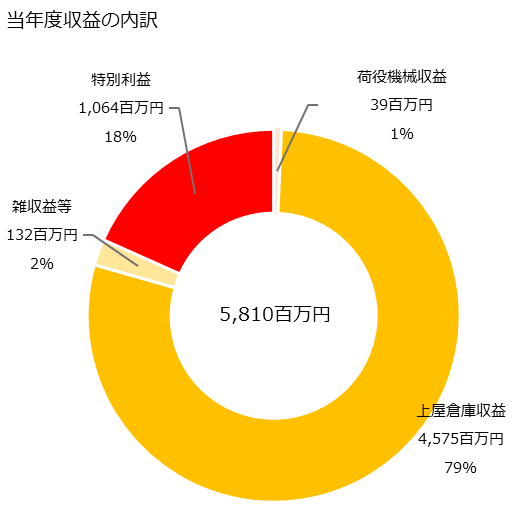 当年度収益の内訳
特別利益
1,064百万円
18%
荷役機械収益
39百万円
1%
雑収益等
132百万円
2%
5,810百万円
上屋倉庫収益
4,575百万円
79%